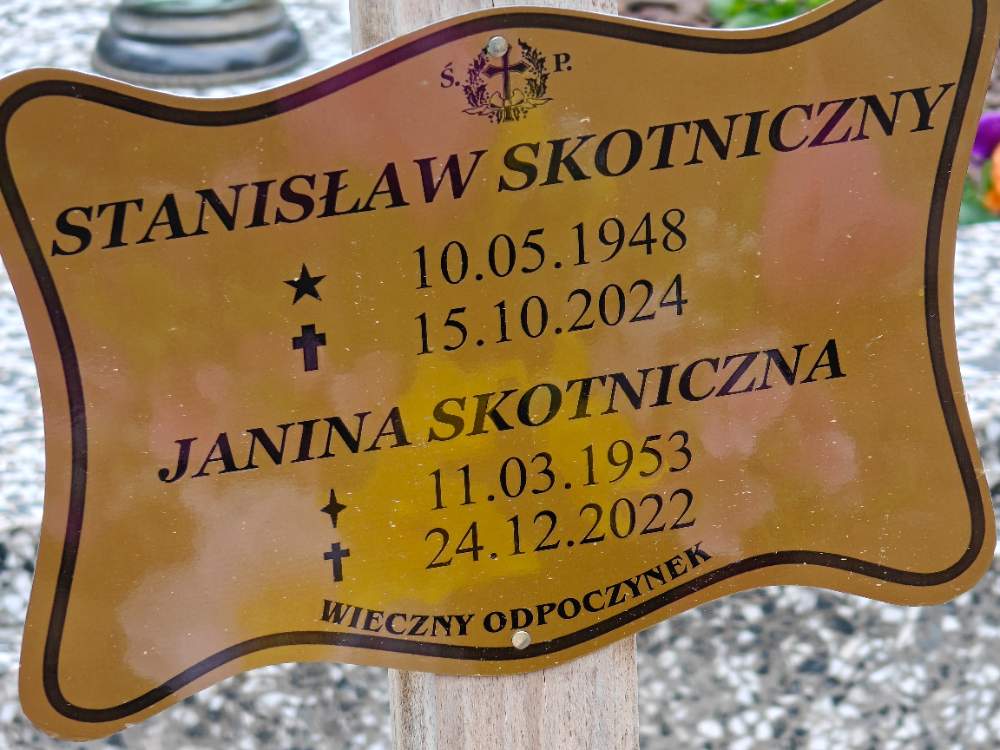 Ś. P.
STANISŁAW SKOTNICZNY
10.05.1948
15.10.2024
JANINA SKOTNICZNA
11.03.1953
24.12.2022
WIECZNY ODPOCZYNEK